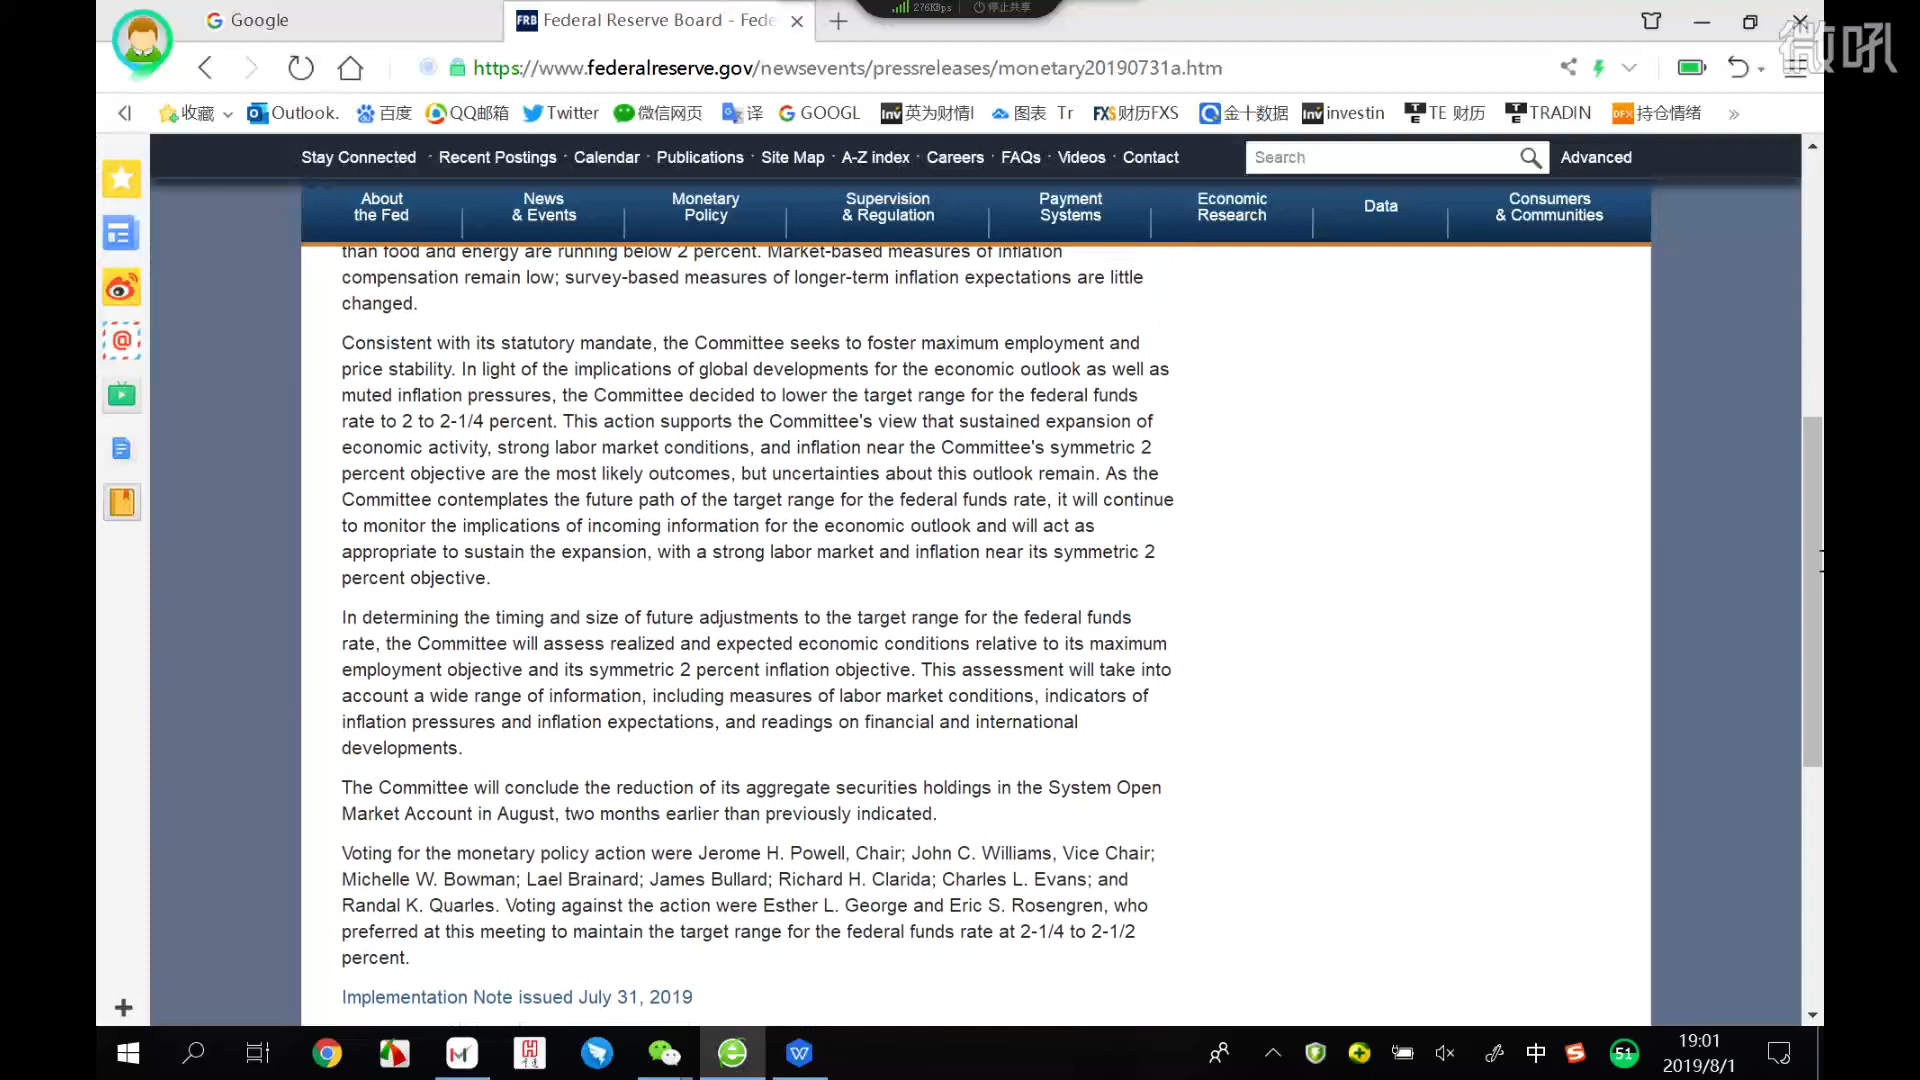 276KBps
停止共享
微吼
Google
FRB Federal Reserve Board - Fede
https://www.federalreserve.gov/newsevents/pressreleases/monetary20190731a.htm
收藏
Outlook.
百度
QQ邮箱
Twitter
微信网页
译
GOOGL
Inv 英为财情I
图表 Tr
FXS 财历FXS
金十数据
Inv investin
TE TE 财历
TE TRADIN
DFX 持仓情绪
Stay Connected · Recent Postings · Calendar · Publications · Site Map · A-Z index · Careers · FAQs · Videos · Contact
Search
Advanced
About
the Fed
News
& Events
Monetary
Policy
Supervision
& Regulation
Payment
Systems
Economic
Research
Data
Consumers
& Communities
than food and energy are running below 2 percent. Market-based measures of inflation
compensation remain low; survey-based measures of longer-term inflation expectations are little
changed.
Consistent with its statutory mandate, the Committee seeks to foster maximum employment and
price stability. In light of the implications of global developments for the economic outlook as well as
muted inflation pressures, the Committee decided to lower the target range for the federal funds
rate to 2 to 2-1/4 percent. This action supports the Committee's view that sustained expansion of
economic activity, strong labor market conditions, and inflation near the Committee's symmetric 2
percent objective are the most likely outcomes, but uncertainties about this outlook remain. As the
Committee contemplates the future path of the target range for the federal funds rate, it will continue
to monitor the implications of incoming information for the economic outlook and will act as
appropriate to sustain the expansion, with a strong labor market and inflation near its symmetric 2
percent objective.
In determining the timing and size of future adjustments to the target range for the federal funds
rate, the Committee will assess realized and expected economic conditions relative to its maximum
employment objective and its symmetric 2 percent inflation objective. This assessment will take into
account a wide range of information, including measures of labor market conditions, indicators of
inflation pressures and inflation expectations, and readings on financial and international
developments.
The Committee will conclude the reduction of its aggregate securities holdings in the System Open
Market Account in August, two months earlier than previously indicated.
Voting for the monetary policy action were Jerome H. Powell, Chair; John C. Williams, Vice Chair;
Michelle W. Bowman; Lael Brainard; James Bullard; Richard H. Clarida; Charles L. Evans; and
Randal K. Quarles. Voting against the action were Esther L. George and Eric S. Rosengren, who
preferred at this meeting to maintain the target range for the federal funds rate at 2-1/4 to 2-1/2
percent.
Implementation Note issued July 31, 2019
中
51
19:01
2019/8/1